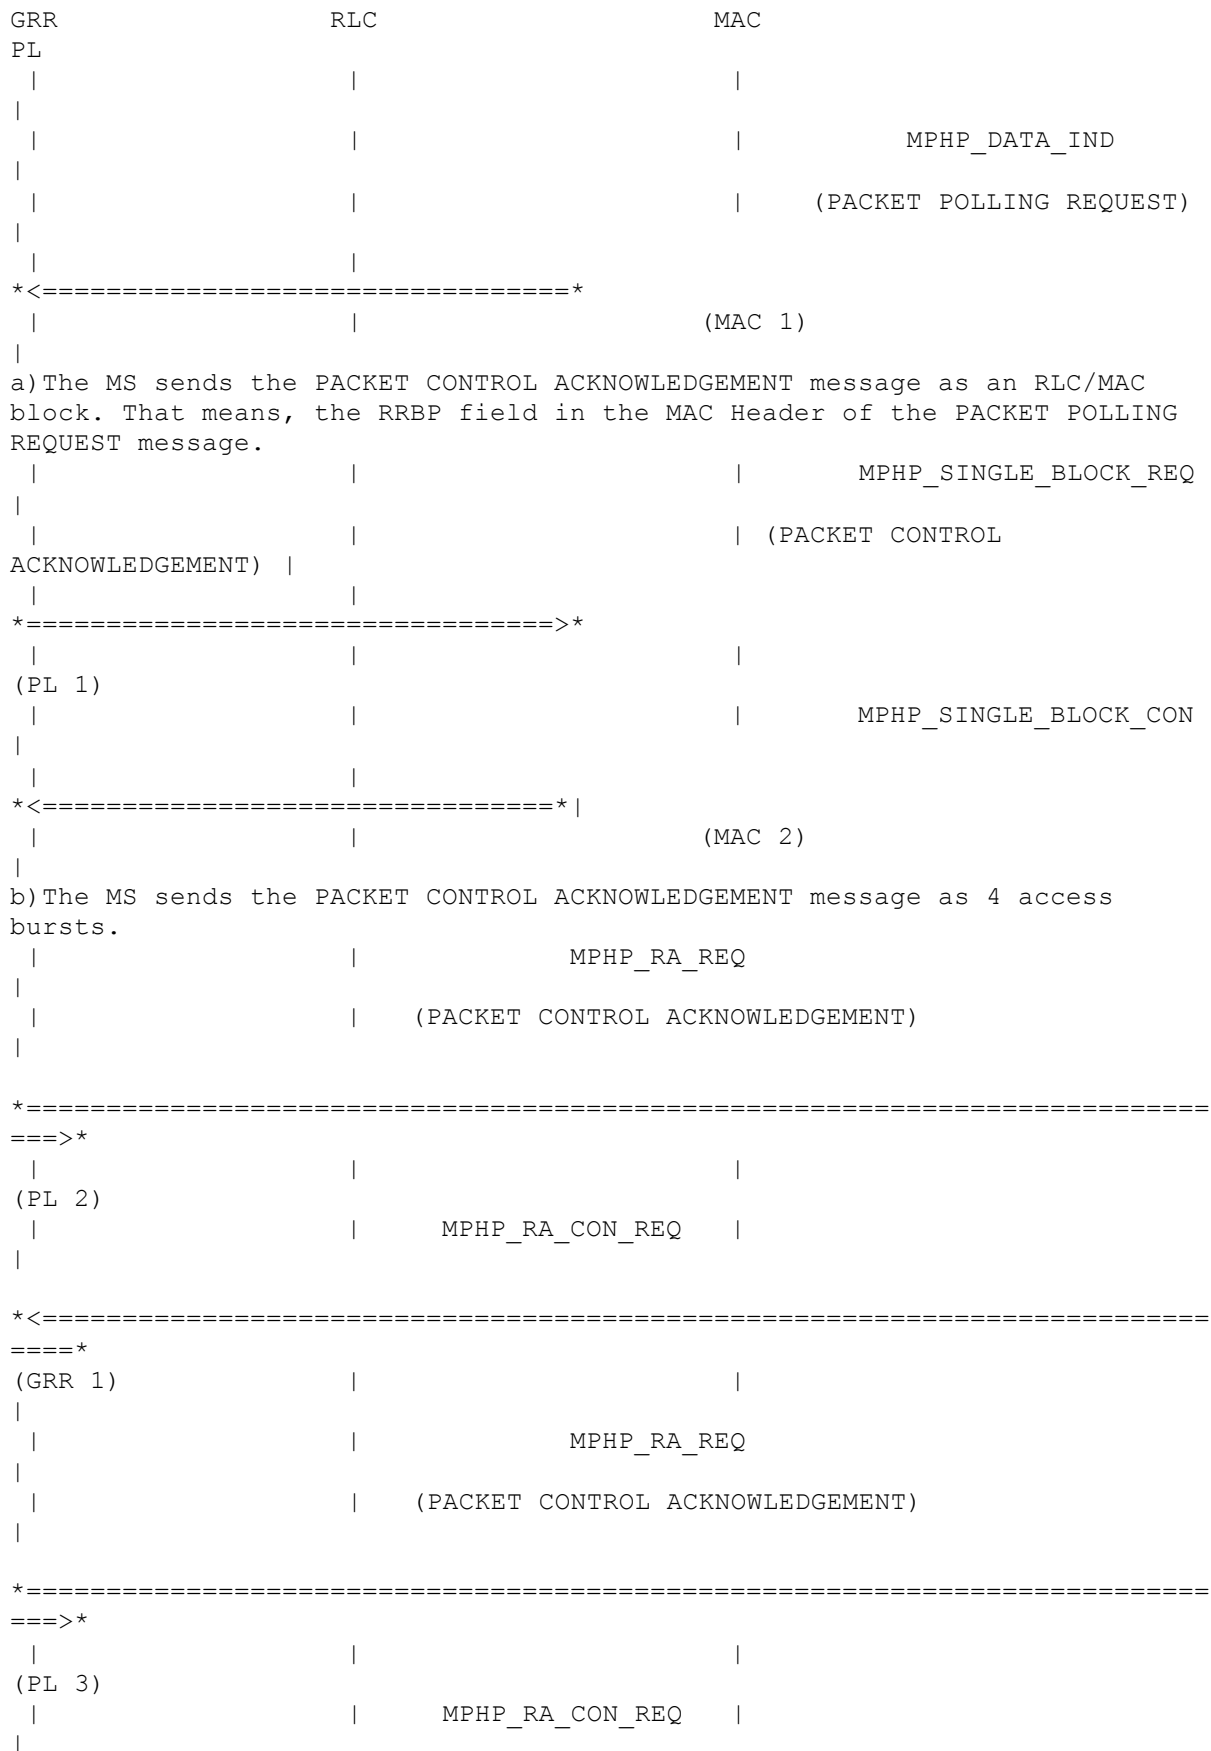 GRR                 RLC                     MAC
PL
 |                   |                       |
|
 |                   |                       |          MPHP_DATA_IND
|
 |                   |                       |    (PACKET POLLING REQUEST)
|
 |                   |
*<=================================*
 |                   |                     (MAC 1)
|
a)The MS sends the PACKET CONTROL ACKNOWLEDGEMENT message as an RLC/MAC
block. That means, the RRBP field in the MAC Header of the PACKET POLLING
REQUEST message.
 |                   |                       |       MPHP_SINGLE_BLOCK_REQ
|
 |                   |                       | (PACKET CONTROL
ACKNOWLEDGEMENT) |
 |                   |
*=================================>*
 |                   |                       |
(PL 1)
 |                   |                       |       MPHP_SINGLE_BLOCK_CON
|
 |                   |
*<================================*|
 |                   |                     (MAC 2)
|
b)The MS sends the PACKET CONTROL ACKNOWLEDGEMENT message as 4 access
bursts.
 |                   |             MPHP_RA_REQ
|
 |                   |   (PACKET CONTROL ACKNOWLEDGEMENT)
|
*==========================================================================
===>*
 |                   |                       |
(PL 2)
 |                   |     MPHP_RA_CON_REQ   |
|
*<=========================================================================
====*
(GRR 1)              |                       |
|
 |                   |             MPHP_RA_REQ
|
 |                   |   (PACKET CONTROL ACKNOWLEDGEMENT)
|
*==========================================================================
===>*
 |                   |                       |
(PL 3)
 |                   |     MPHP_RA_CON_REQ   |
|